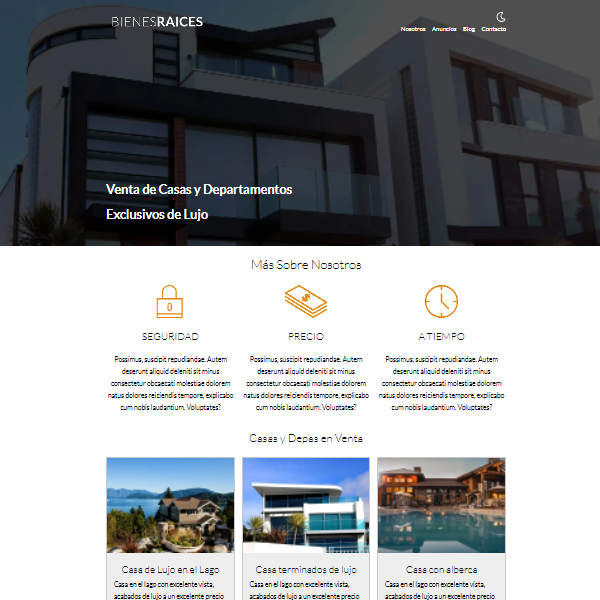 BIENESRAICES
Nosotros Anuncios Blog Contacto
Venta de Casas y Departamentos
Exclusivos de Lujo
Más Sobre Nosotros
SEGURIDAD
Possimus, suscipit repudiandae. Autem
deserunt aliquid deleniti sit minus
consectetur obcaecati molestiae dolorem
natus dolores reiciendis tempore, explicabo
cum nobis laudantium. Voluptates?
PRECIO
Possimus, suscipit repudiandae. Autem
deserunt aliquid deleniti sit minus
consectetur obcaecati molestiae dolorem
natus dolores reiciendis tempore, explicabo
cum nobis laudantium. Voluptates?
A TIEMPO
Possimus, suscipit repudiandae. Autem
deserunt aliquid deleniti sit minus
consectetur obcaecati molestiae dolorem
natus dolores reiciendis tempore, explicabo
cum nobis laudantium. Voluptates?
Casas y Depas en Venta
Casa de Lujo en el Lago
Casa en el lago con excelente vista,
acabados de lujo a un excelente precio
Casa terminados de lujo
Casa en el lago con excelente vista,
acabados de lujo a un excelente precio
Casa con alberca
Casa en el lago con excelente vista,
acabados de lujo a un excelente precio